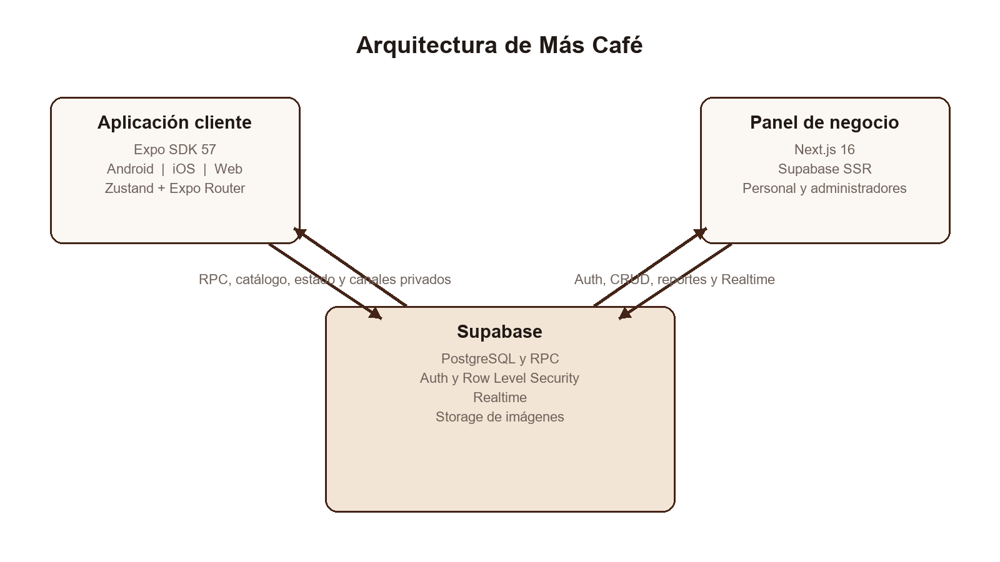 Arquitectura de Más Café
Aplicación cliente
Expo SDK 57
Android | iOS | Web
Zustand + Expo Router
Panel de negocio
Next.js 16
Supabase SSR
Personal y administradores
RPC, catálogo, estado y canales privados
Auth, CRUD, reportes y Realtime
Supabase
PostgreSQL y RPC
Auth y Row Level Security
Realtime
Storage de imágenes